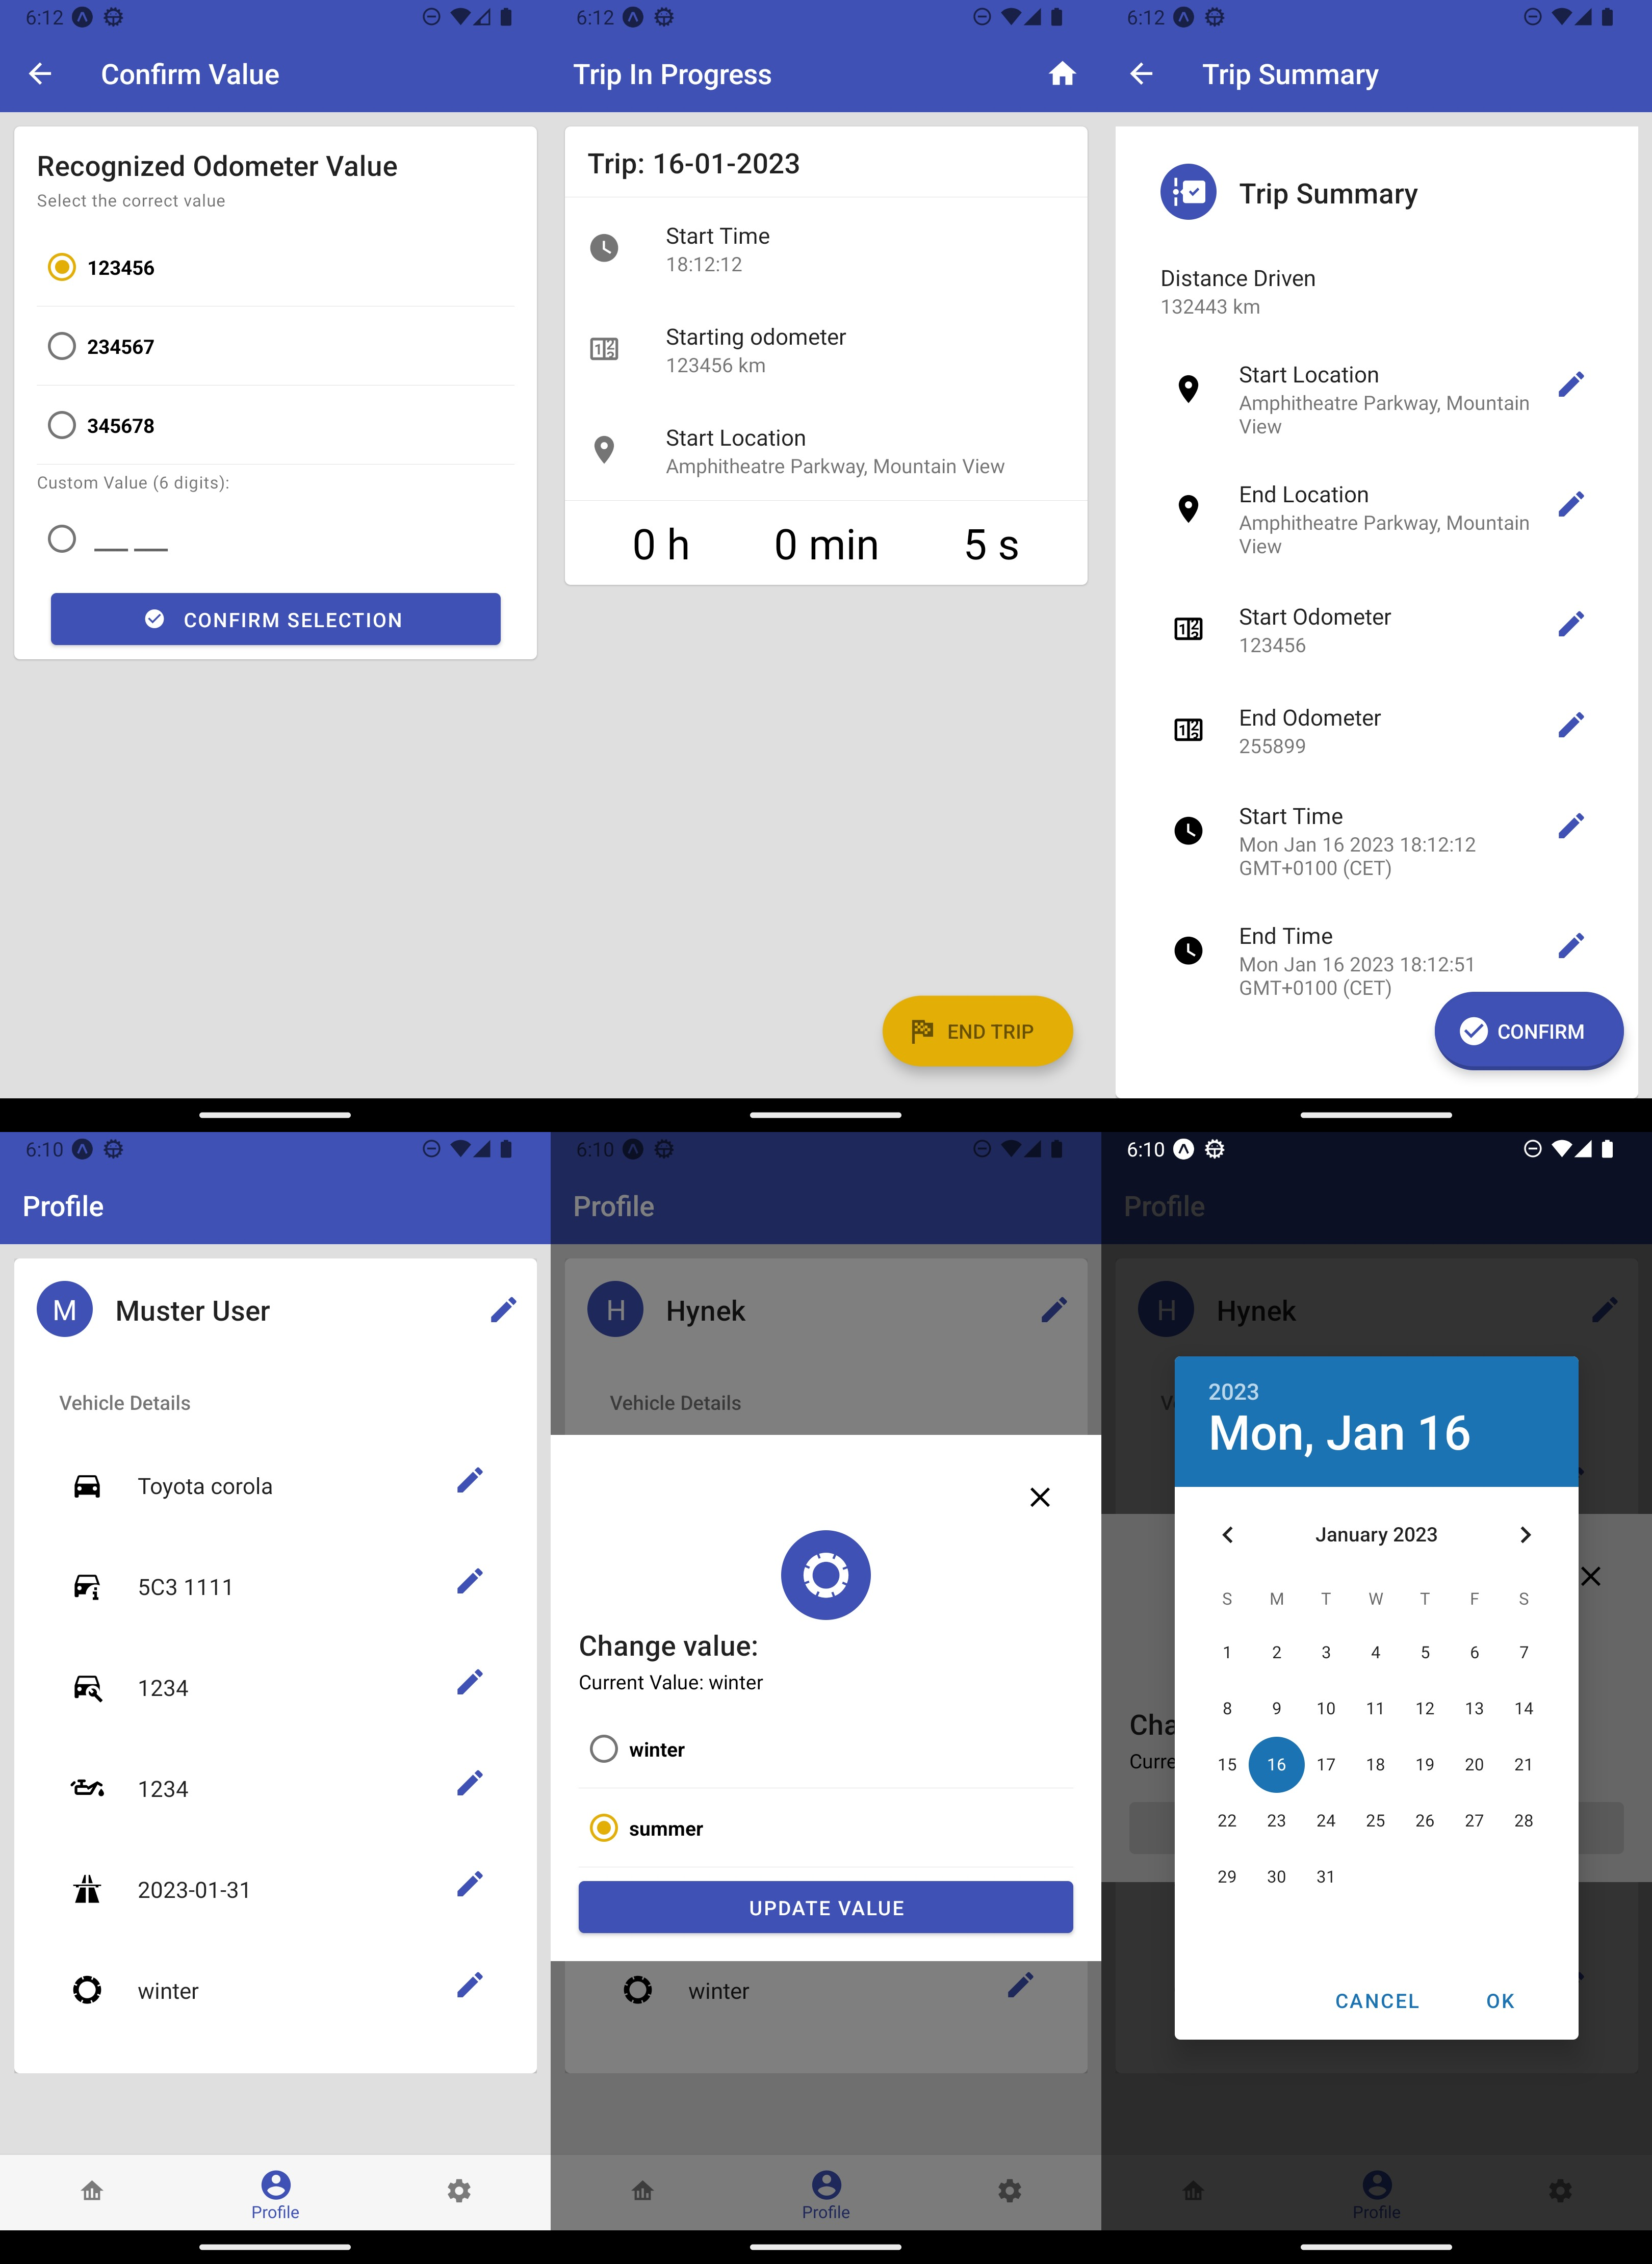 6:12
Confirm Value
Recognized Odometer Value
Select the correct value
123456
234567
345678
Custom Value (6 digits):
CONFIRM SELECTION
6:12
Trip In Progress
Trip: 16-01-2023
Start Time
18:12:12
Starting odometer
123456 km
Start Location
Amphitheatre Parkway, Mountain View
0 h 0 min 5 s
END TRIP
6:12
Trip Summary
Trip Summary
Distance Driven
132443 km
Start Location
Amphitheatre Parkway, Mountain
View
End Location
Amphitheatre Parkway, Mountain
View
Start Odometer
123456
End Odometer
255899
Start Time
Mon Jan 16 2023 18:12:12
GMT+0100 (CET)
End Time
Mon Jan 16 2023 18:12:51
GMT+0100 (CET)
CONFIRM
6:10
Profile
M Muster User
Vehicle Details
Toyota corola
5C3 1111
1234
1234
2023-01-31
winter
Profile
6:10
Profile
H Hynek
Vehicle Details
Change value:
Current Value: winter
winter
summer
UPDATE VALUE
winter
Profile
6:10
Profile
H Hynek
2023
Mon, Jan 16
January 2023
S M T W T F S
1 2 3 4 5 6 7
8 9 10 11 12 13 14
15 16 17 18 19 20 21
22 23 24 25 26 27 28
29 30 31
CANCEL OK
Profile